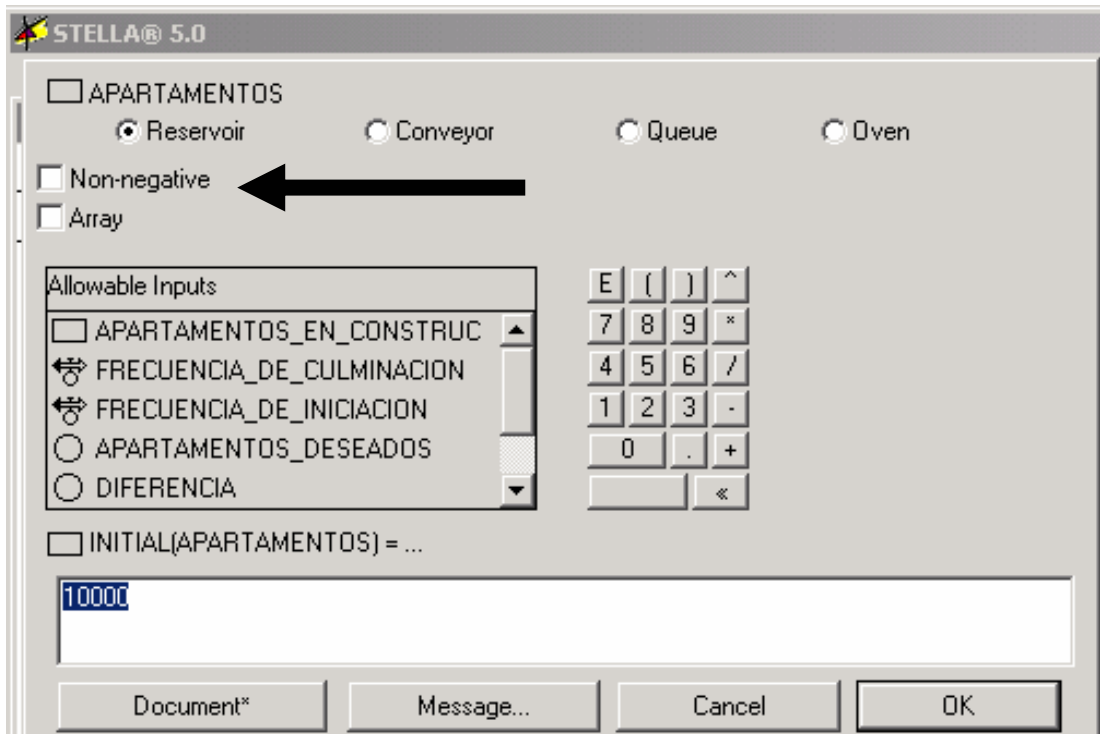 STELLA® 5.0
APARTAMENTOS
Reservoir Conveyor Queue Oven
Non-negative
Array
Allowable Inputs
APARTAMENTOS_EN_CONSTRUC
FRECUENCIA_DE_CULMINACION
FRECUENCIA_DE_INICIACION
APARTAMENTOS_DESEADOS
DIFERENCIA
E ( ) ^
7 8 9 *
4 5 6 /
1 2 3 -
0 . +
«
INITIAL(APARTAMENTOS) = ...
10000
Document* Message... Cancel OK